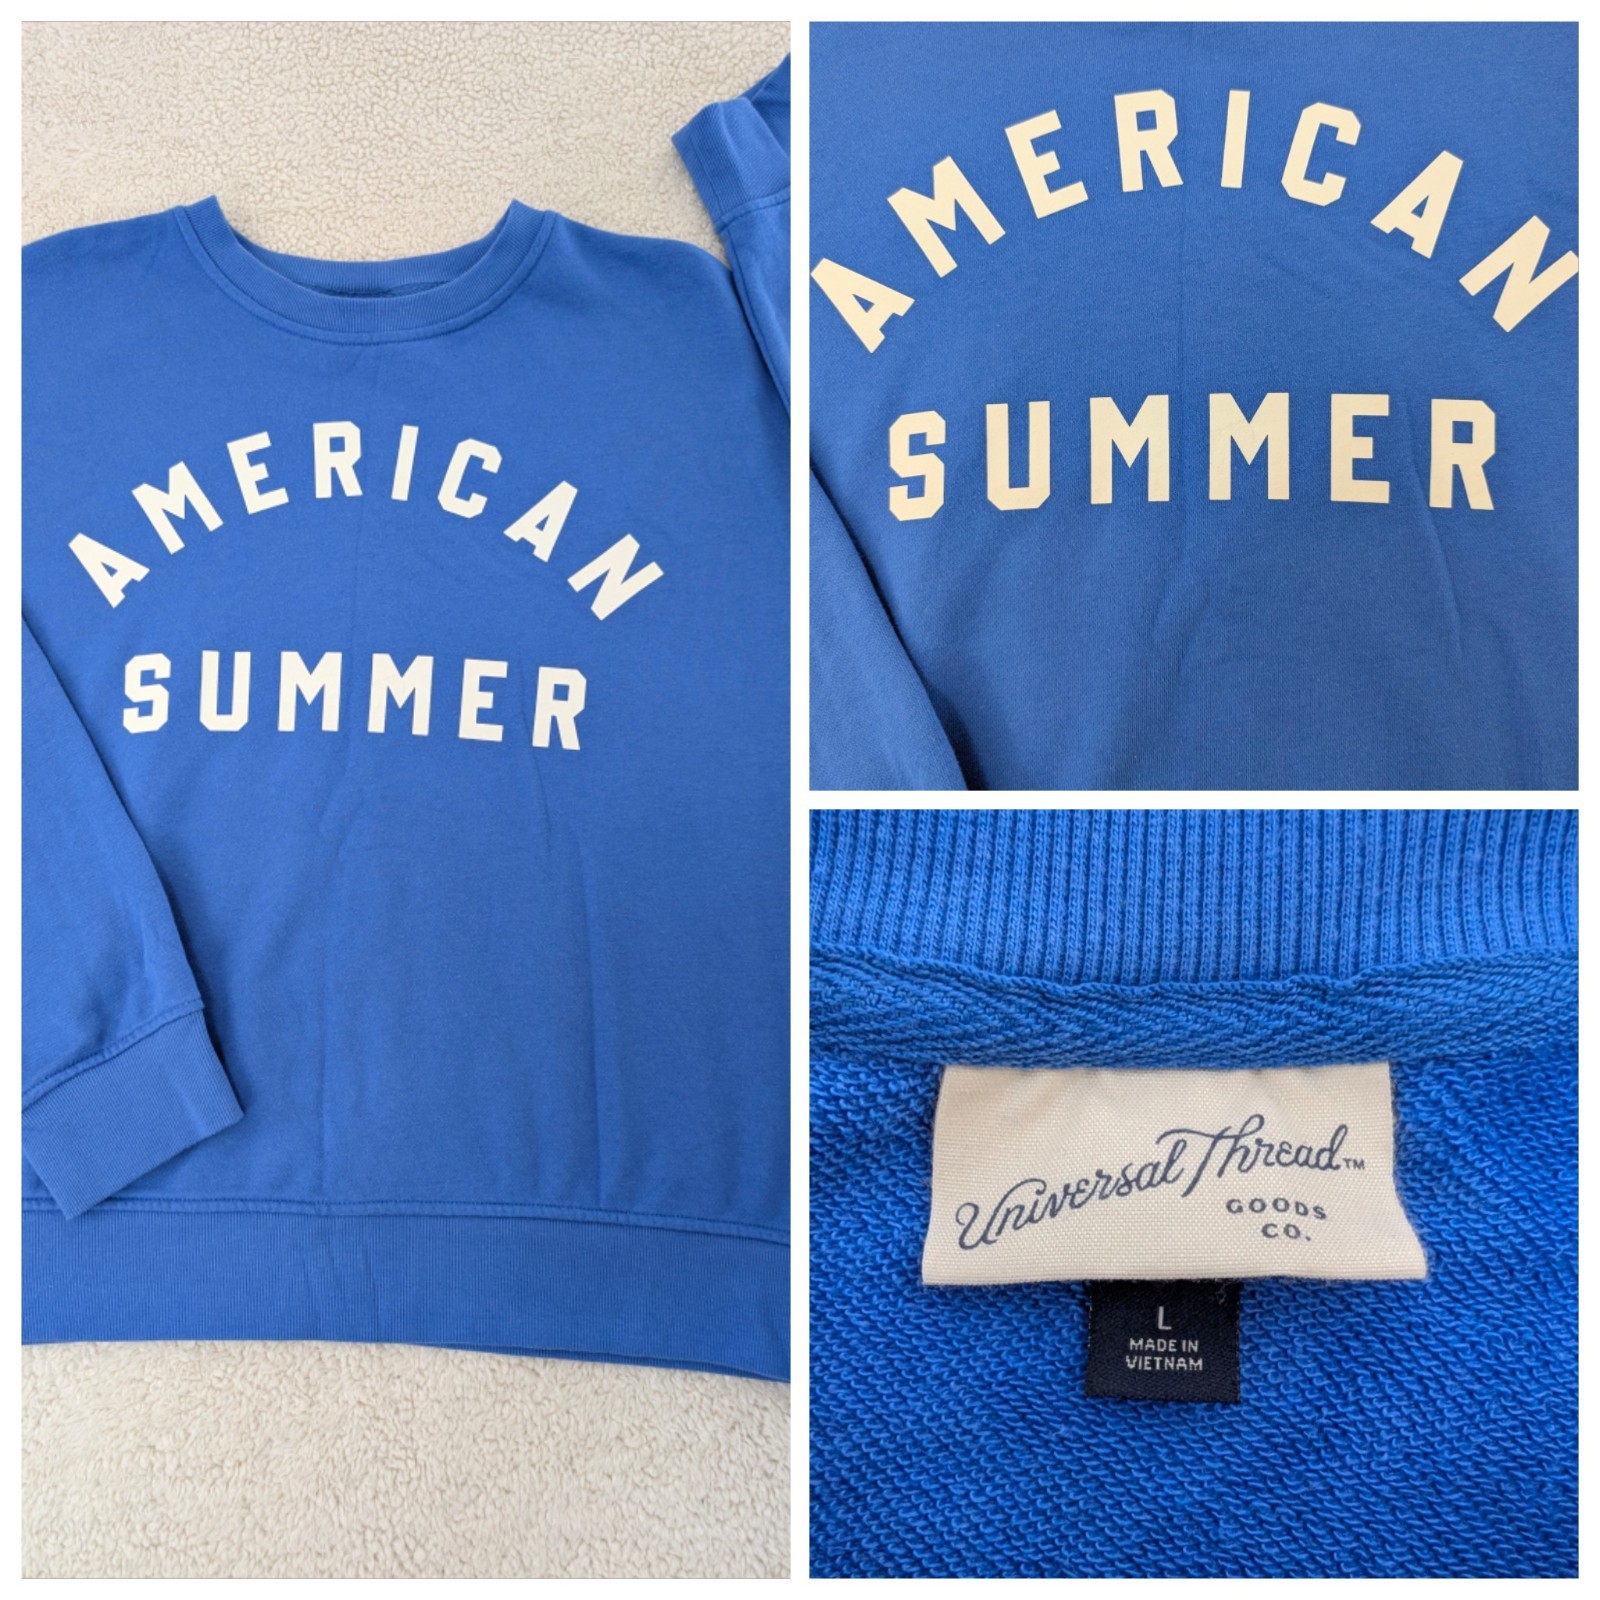 AMERICAN
SUMMER
AMERICAN
SUMMER
Universal Thread™
GOODS
CO.
L
MADE IN
VIETNAM